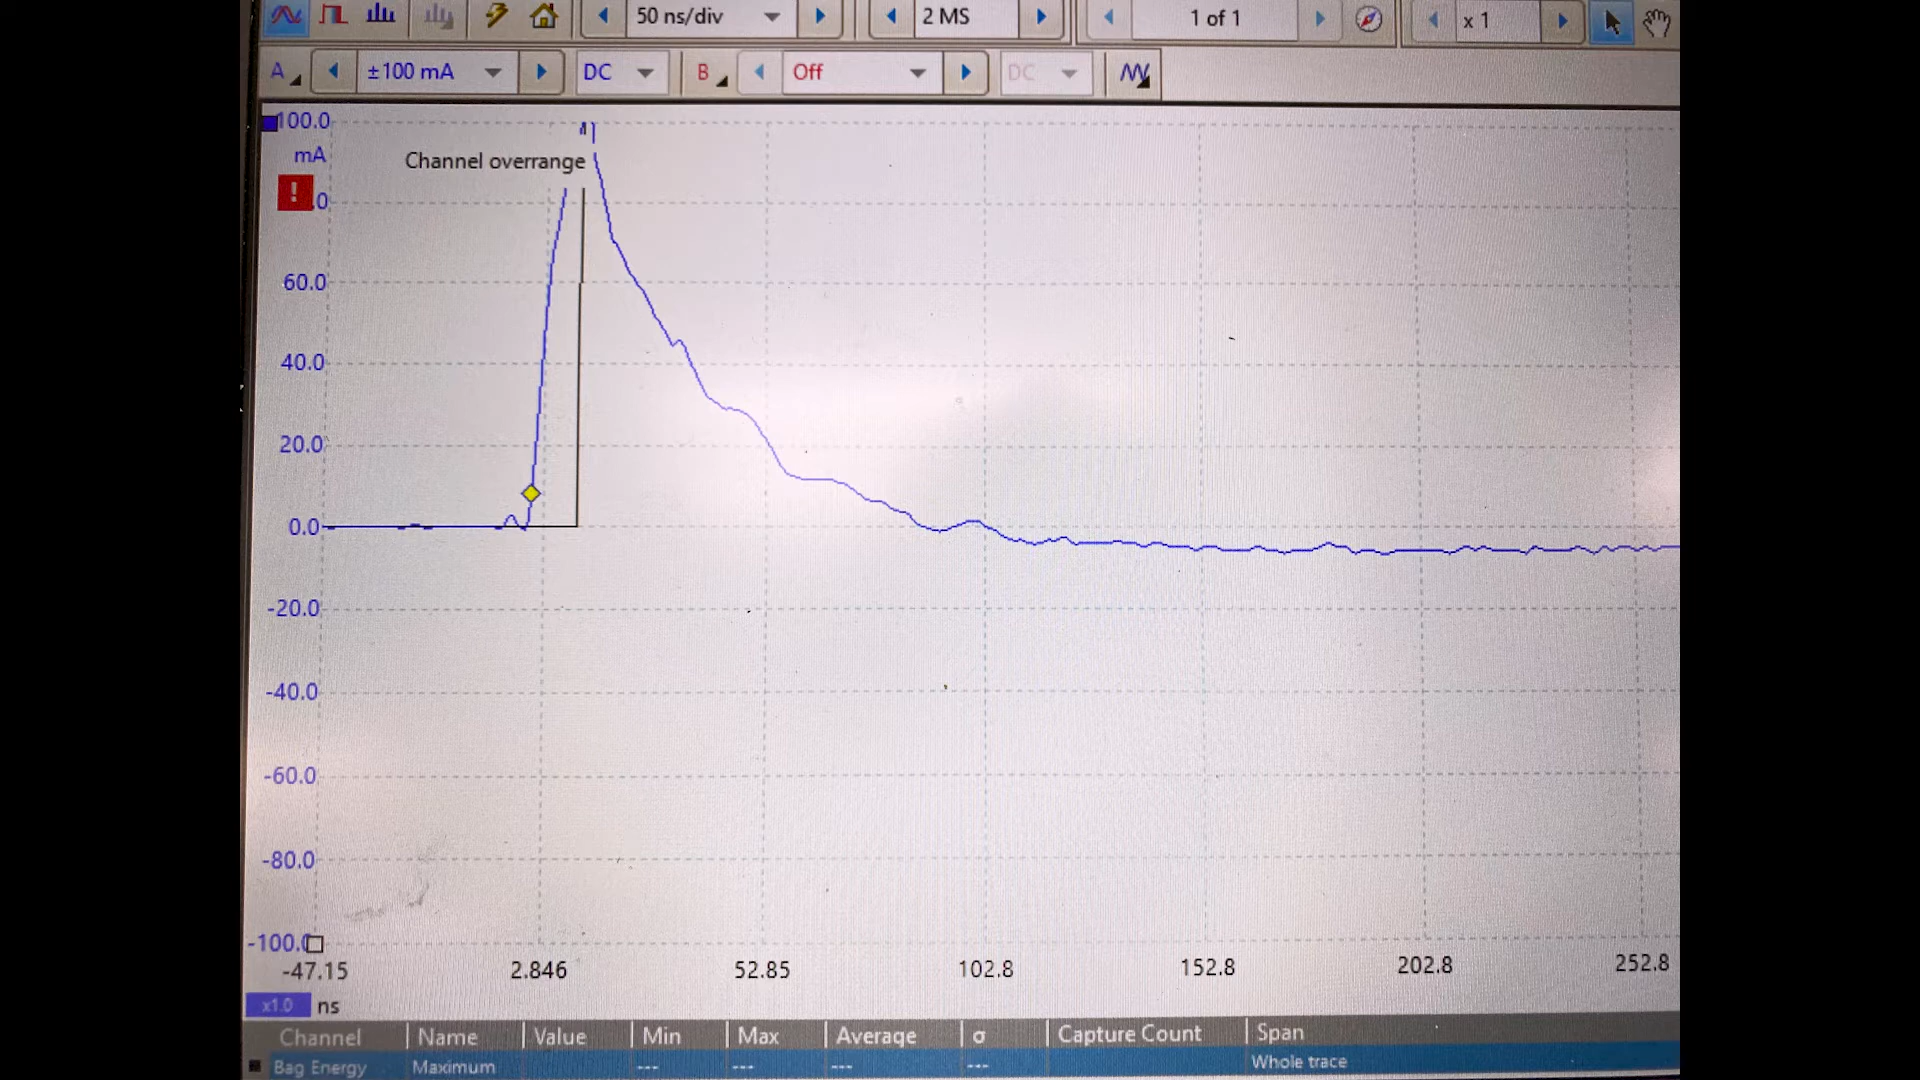 50 ns/div 2 MS 1 of 1 x 1
A ±100 mA DC B Off DC
100.0
mA
Channel overrange
! .0
60.0
40.0
20.0
0.0
-20.0
-40.0
-60.0
-80.0
-100.0
-47.15 2.846 52.85 102.8 152.8 202.8 252.8
x1.0 ns
Channel Name Value Min Max Average σ Capture Count Span
Bag Energy Maximum --- --- --- --- Whole trace